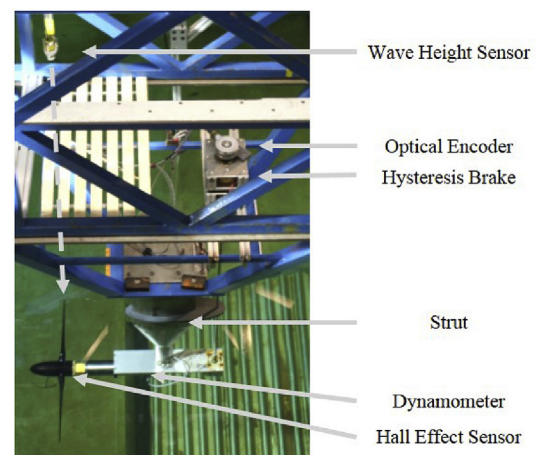 Wave Height Sensor
Optical Encoder
Hysteresis Brake
Strut
Dynamometer
Hall Effect Sensor